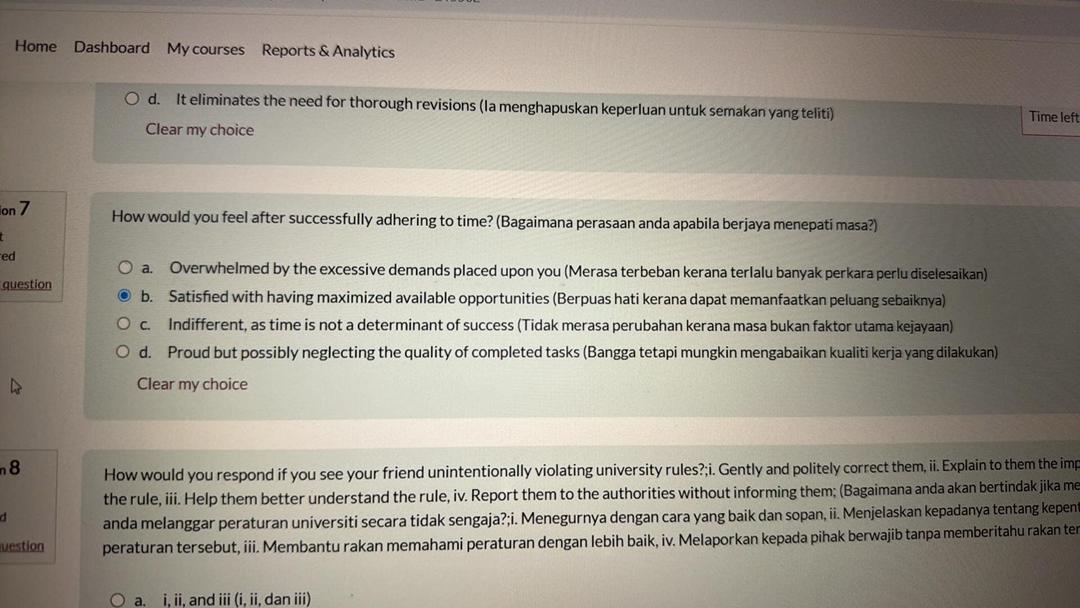 Home Dashboard My courses Reports & Analytics
d. It eliminates the need for thorough revisions (Ia menghapuskan keperluan untuk semakan yang teliti)
Clear my choice
Time left
ion 7
t
red
question
How would you feel after successfully adhering to time? (Bagaimana perasaan anda apabila berjaya menepati masa?)
a. Overwhelmed by the excessive demands placed upon you (Merasa terbeban kerana terlalu banyak perkara perlu diselesaikan)
b. Satisfied with having maximized available opportunities (Berpuas hati kerana dapat memanfaatkan peluang sebaiknya)
c. Indifferent, as time is not a determinant of success (Tidak merasa perubahan kerana masa bukan faktor utama kejayaan)
d. Proud but possibly neglecting the quality of completed tasks (Bangga tetapi mungkin mengabaikan kualiti kerja yang dilakukan)
Clear my choice
n 8
d
uestion
How would you respond if you see your friend unintentionally violating university rules?;i. Gently and politely correct them, ii. Explain to them the imp
the rule, iii. Help them better understand the rule, iv. Report them to the authorities without informing them; (Bagaimana anda akan bertindak jika me
anda melanggar peraturan universiti secara tidak sengaja?;i. Menegurnya dengan cara yang baik dan sopan, ii. Menjelaskan kepadanya tentang kepent
peraturan tersebut, iii. Membantu rakan memahami peraturan dengan lebih baik, iv. Melaporkan kepada pihak berwajib tanpa memberitahu rakan ter
a. i, ii, and iii (i, ii, dan iii)